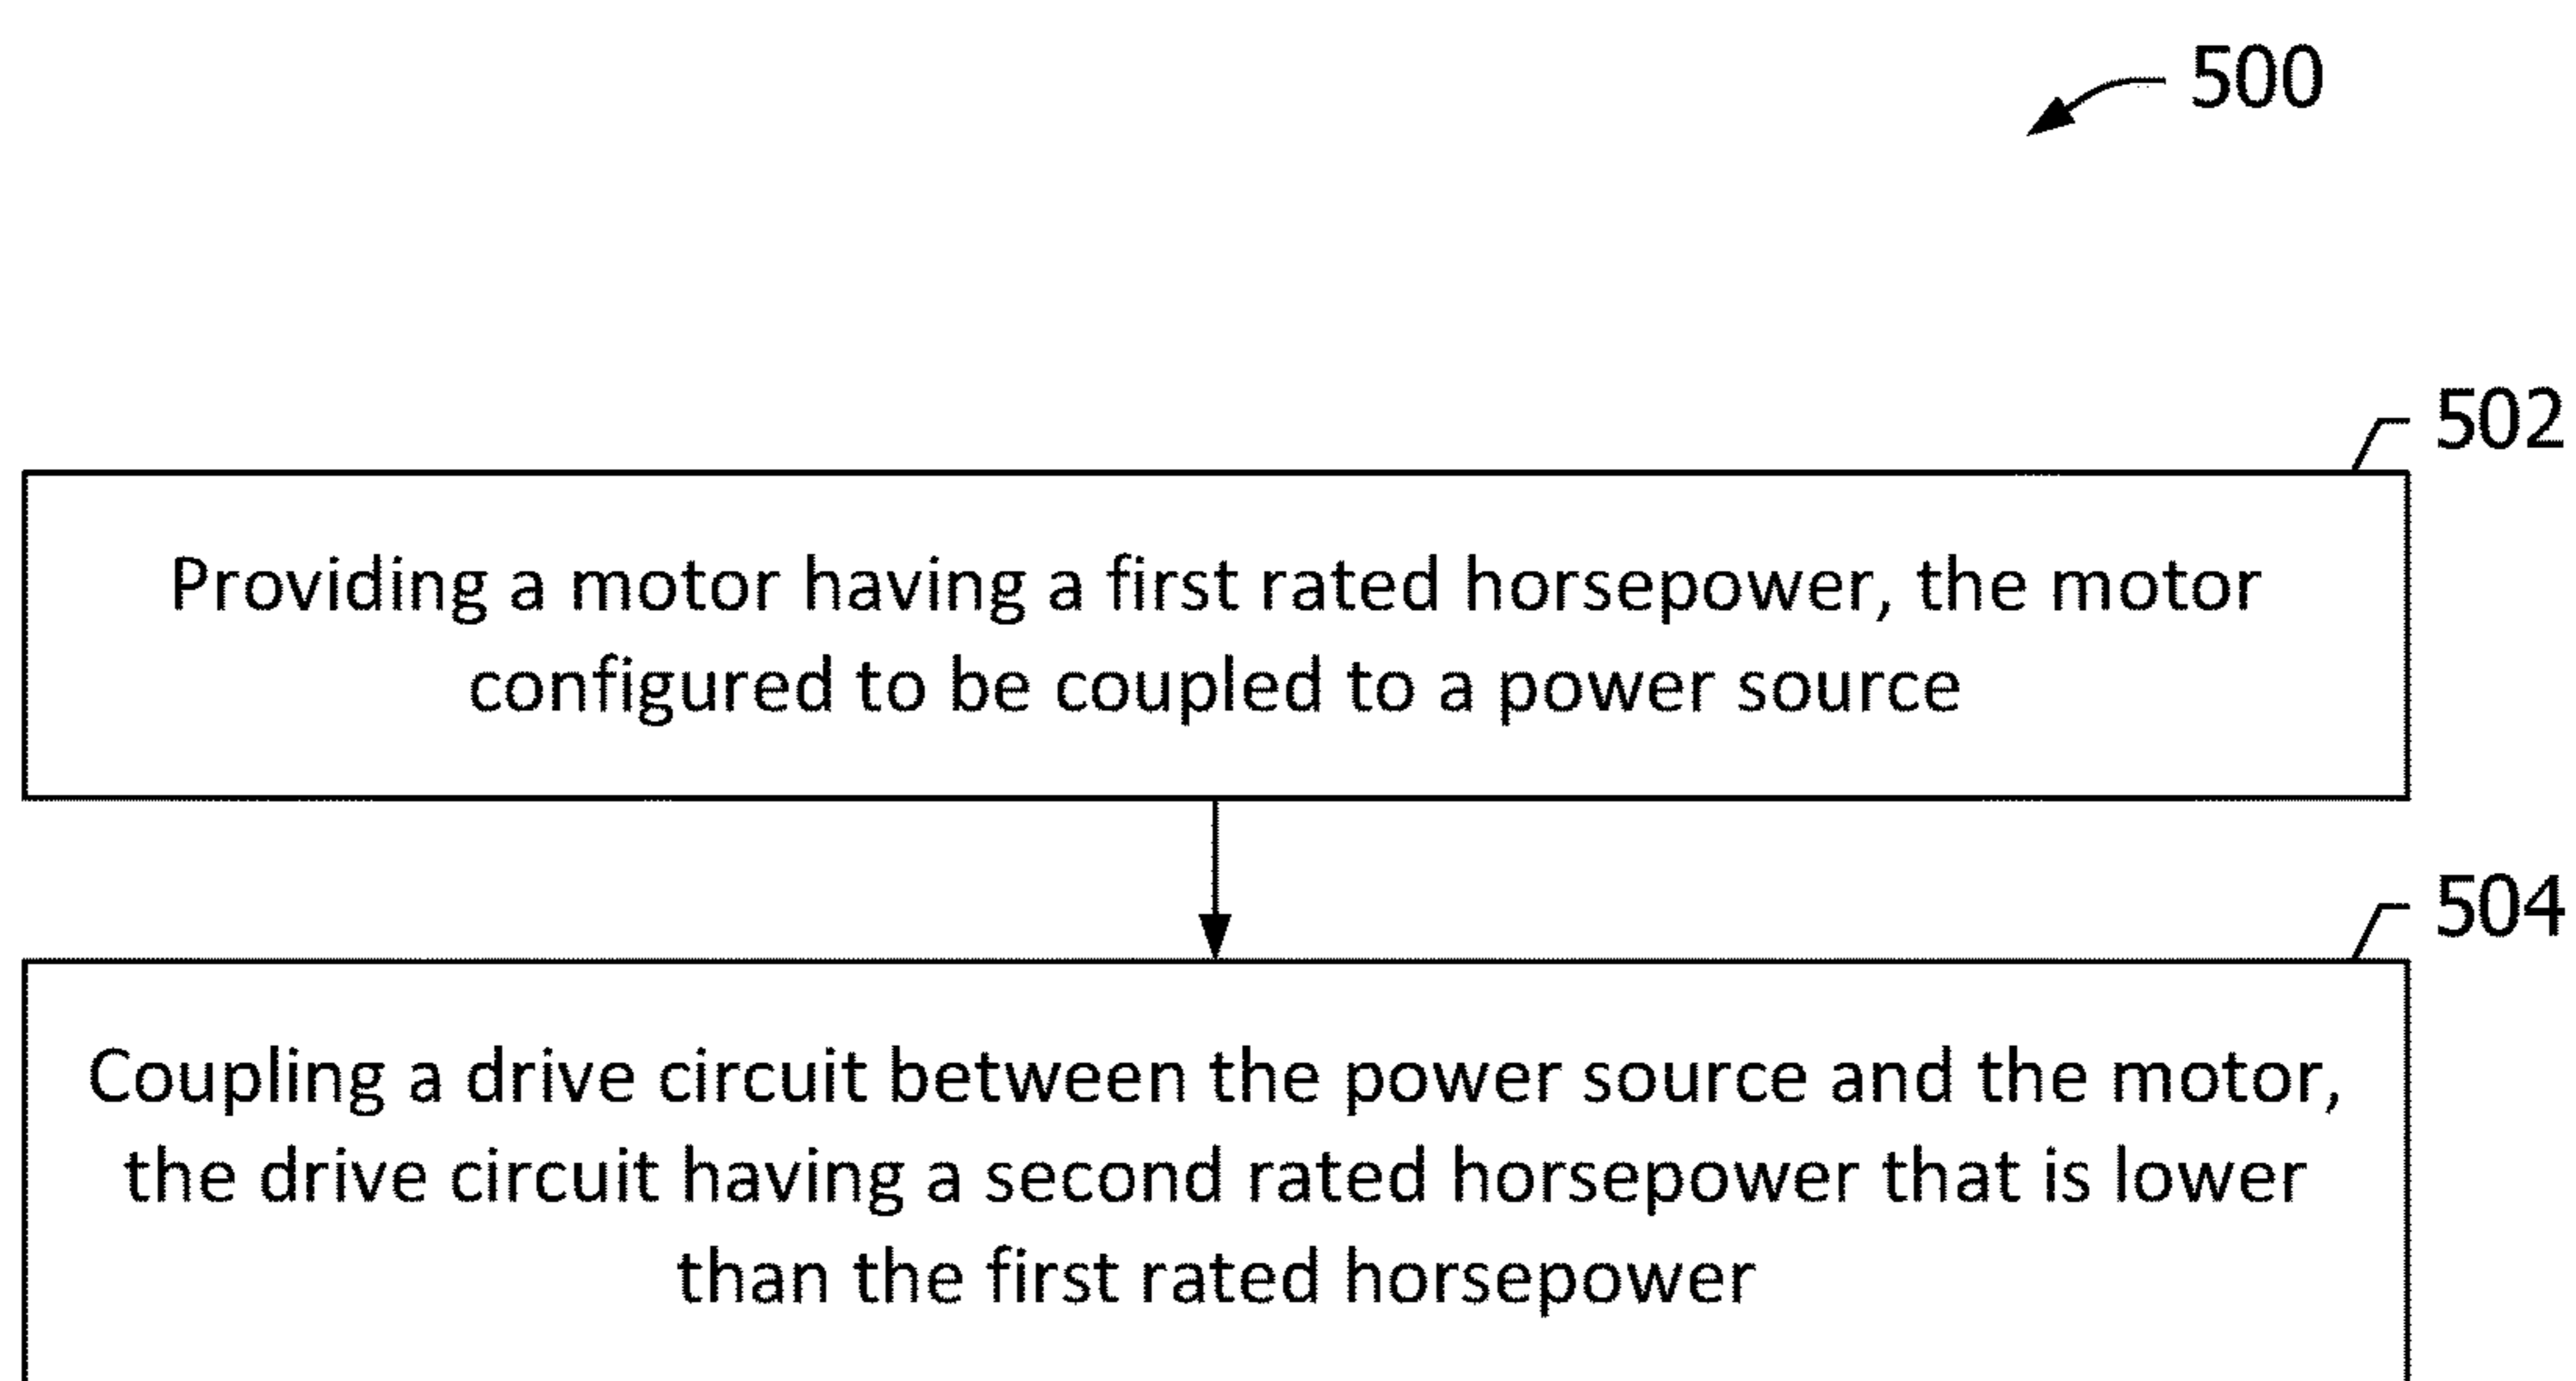 500
502
Providing a motor having a first rated horsepower, the motor
configured to be coupled to a power source
504
Coupling a drive circuit between the power source and the motor,
the drive circuit having a second rated horsepower that is lower
than the first rated horsepower